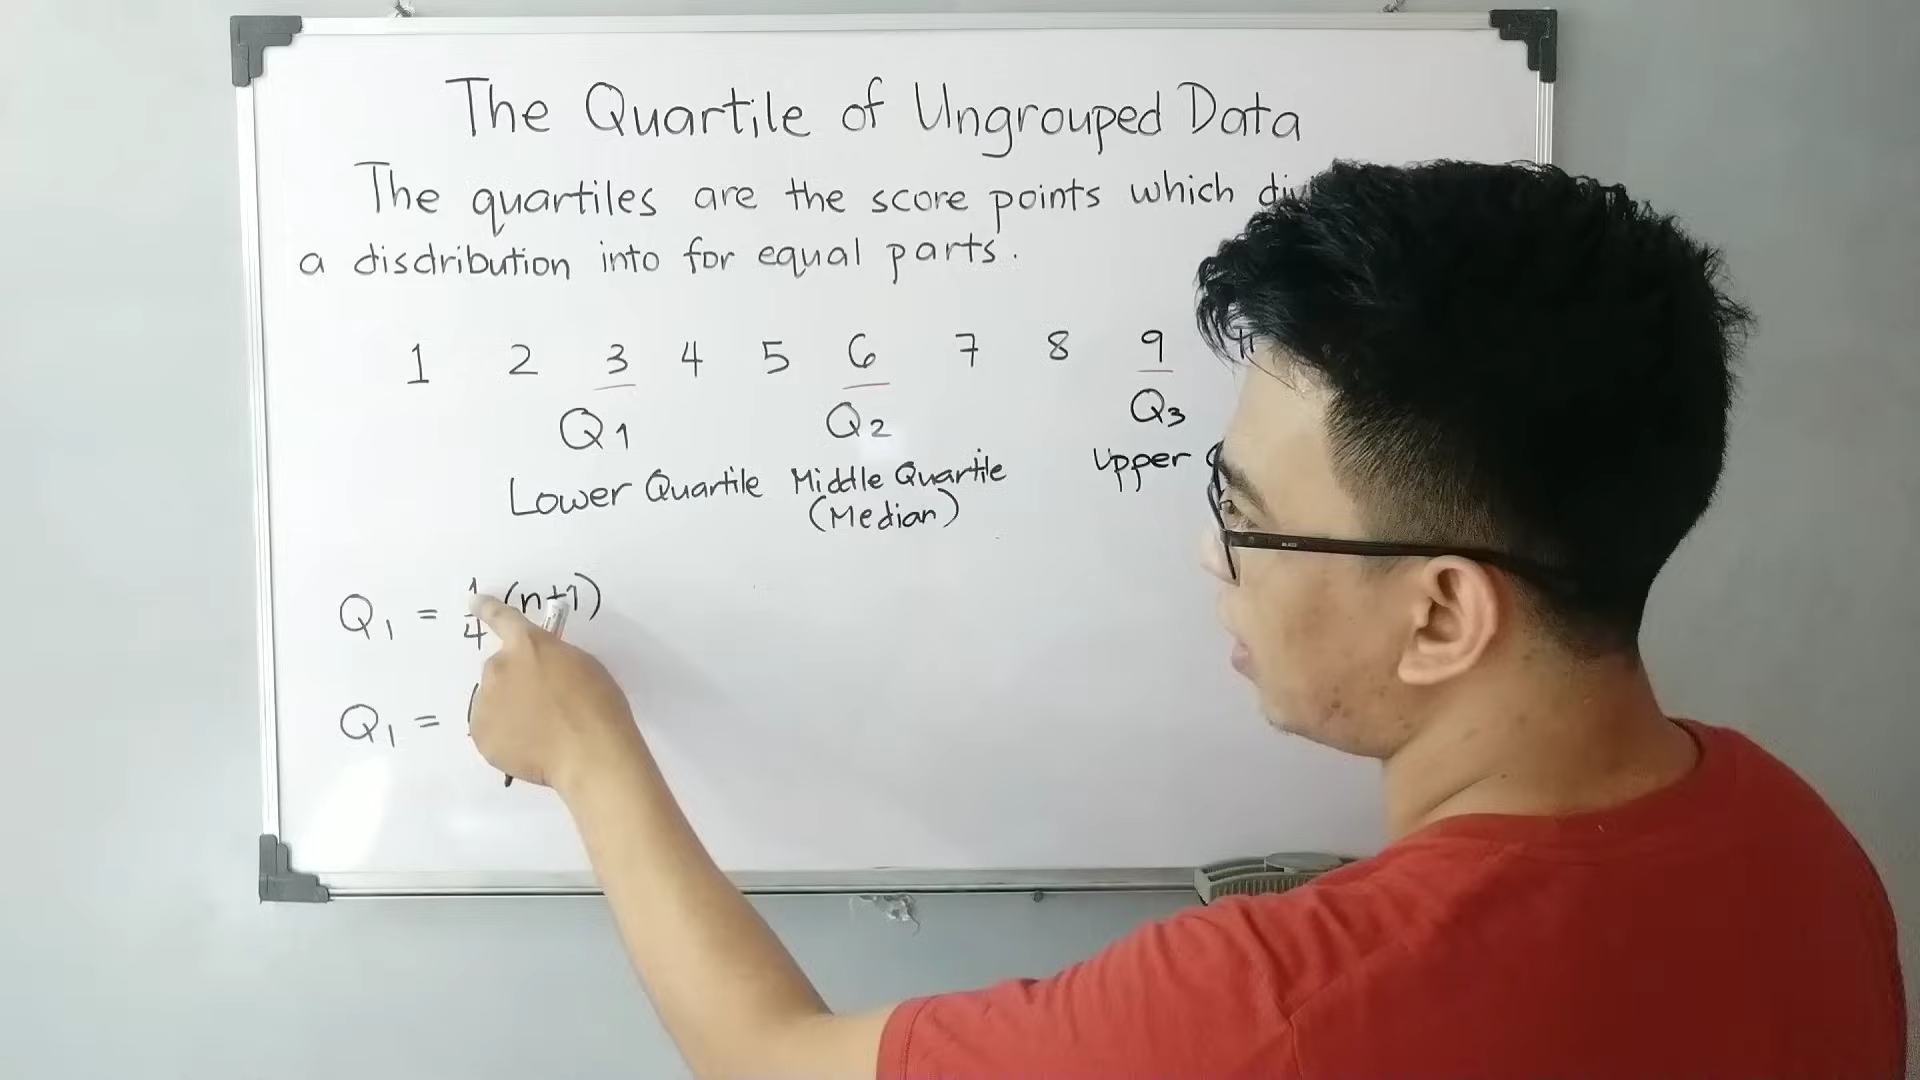 The Quartile of Ungrouped Data
The quartiles are the score points which
a disdribution into for equal parts.
1 2 3 4 5 6 7 8 9
Q1 Q2 Q3
Lower Quartile Middle Quartile Upper
(Median)
Q1 = 1/4 (n+1)
Q1 = (